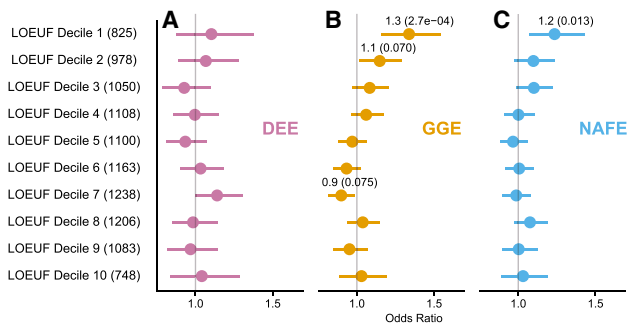 A
B
C
LOEUF Decile 1 (825)
1.3 (2.7e−04)
1.2 (0.013)
LOEUF Decile 2 (978)
1.1 (0.070)
LOEUF Decile 3 (1050)
LOEUF Decile 4 (1108)
DEE
GGE
NAFE
LOEUF Decile 5 (1100)
LOEUF Decile 6 (1163)
0.9 (0.075)
LOEUF Decile 7 (1238)
LOEUF Decile 8 (1206)
LOEUF Decile 9 (1083)
LOEUF Decile 10 (748)
1.0 1.5
1.0 1.5
1.0 1.5
Odds Ratio